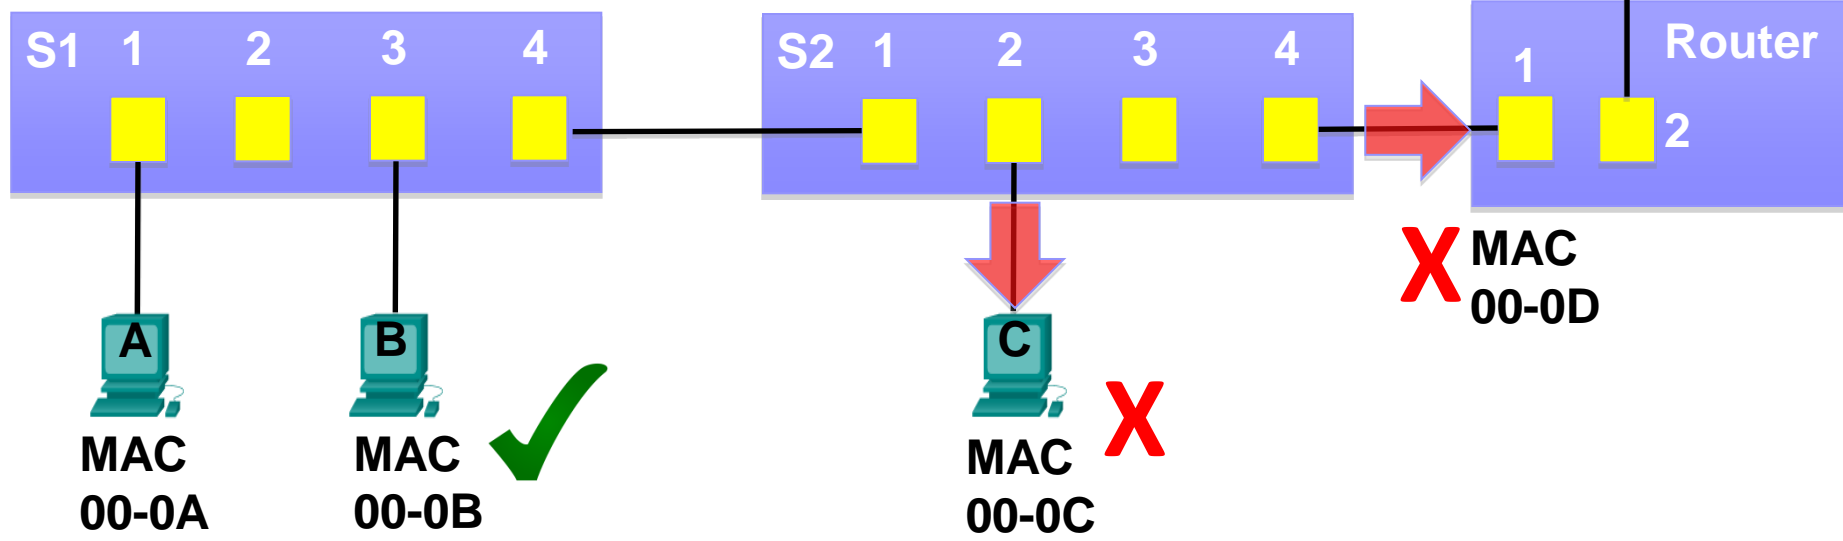 S1 1 2 3 4
S2 1 2 3 4
Router
1
2
A
B
C
X
X
MAC
00-0A
MAC
00-0B
MAC
00-0C
MAC
00-0D